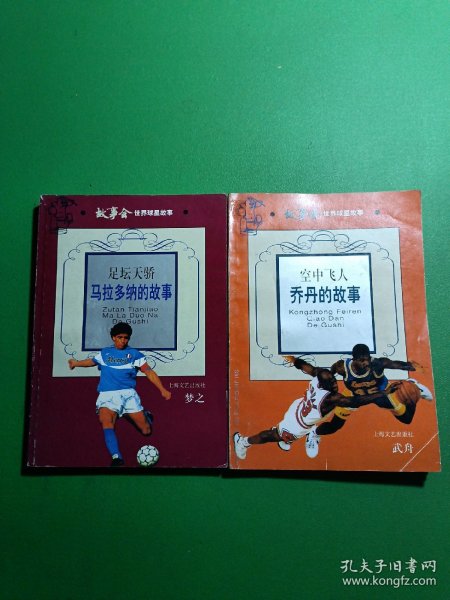 故事会世界球星故事
足坛天骄
马拉多纳的故事
Zutan Tianjiao
Ma La Duo Na
De Gushi
上海文艺出版社
梦之
故事会世界球星故事
空中飞人
乔丹的故事
Kongzhong Feiren
Qiao Dan
De Gushi
上海文艺出版社
武舟
孔夫子旧书网
www.kongfz.com